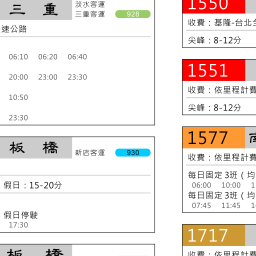 三 重
淡水客運
三重客運
928
速公路
06:10 06:20 06:40
20:00 23:00 23:30
10:50
23:30
板 橋
新店客運
930
假日：15-20分
假日停駛
17:30
板 橋
1550
收費：基隆-台北全
尖峰：8-12分
1551
收費：依里程計費
尖峰：8-12分
1577
收費：依里程計費
每日固定3班（均
06:00 10:00 1
每日固定3班（均
07:45 11:45 1
1717
收費：依里程計費